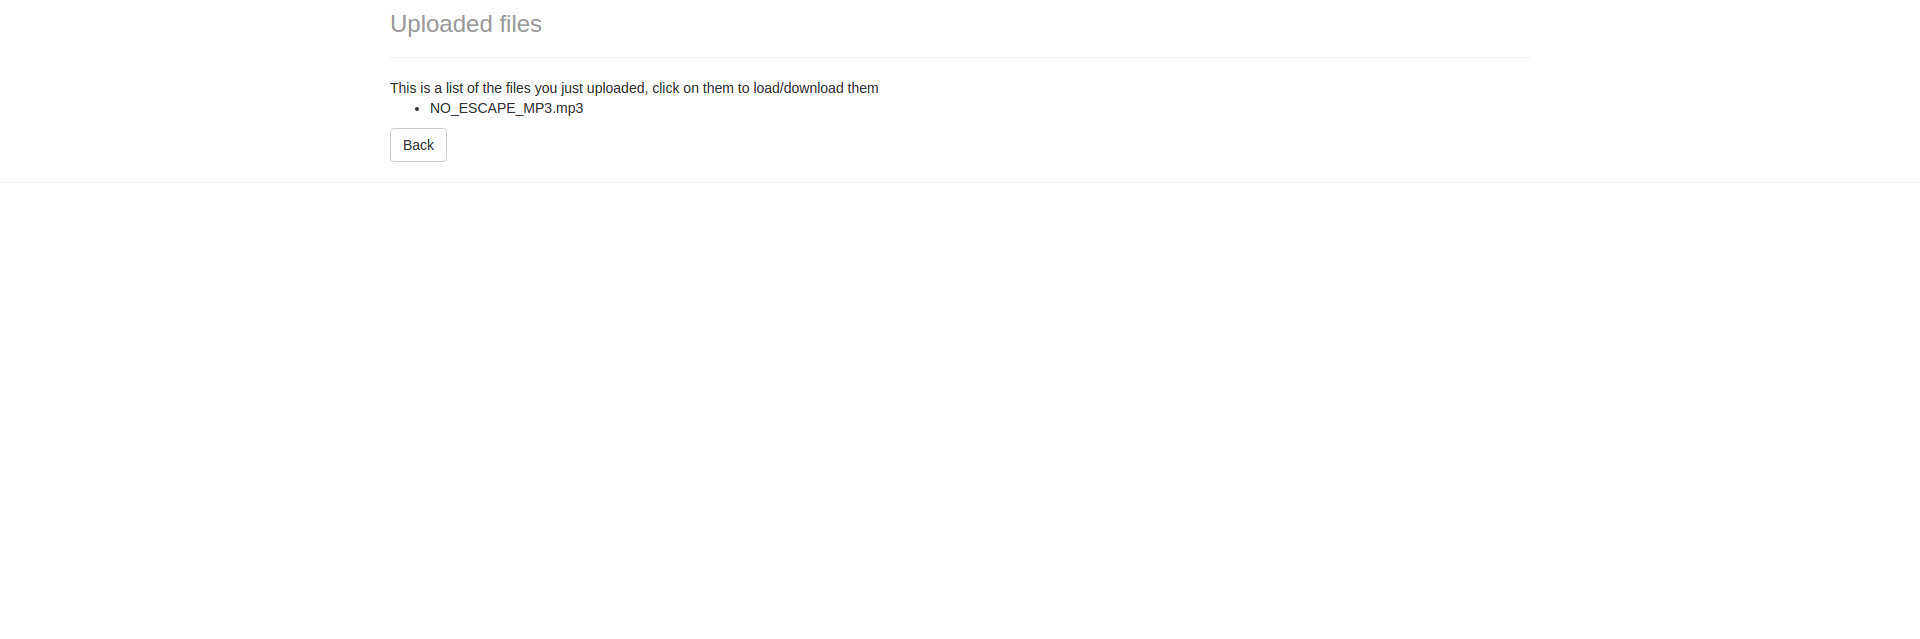 Uploaded files
This is a list of the files you just uploaded, click on them to load/download them
NO_ESCAPE_MP3.mp3
Back